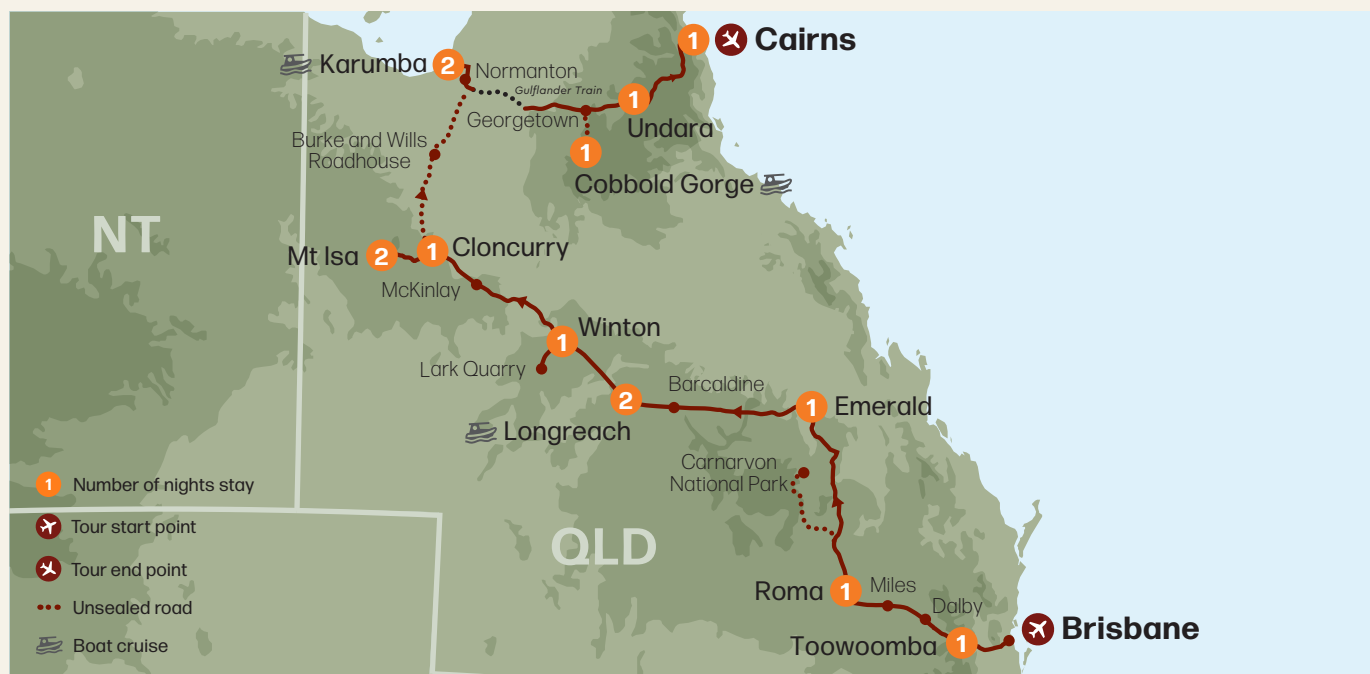 1
Cairns
Karumba
2
Normanton
Gulflander Train
1
Georgetown
Undara
Burke and Wills
Roadhouse
1
Cobbold Gorge
NT
Mt Isa
2
1
Cloncurry
McKinlay
Winton
1
Lark Quarry
Barcaldine
2
1
Emerald
Longreach
Carnarvon
National Park
1
Number of nights stay
Tour start point
Tour end point
Unsealed road
Boat cruise
QLD
Roma
1
Miles
Dalby
Toowoomba
1
Brisbane